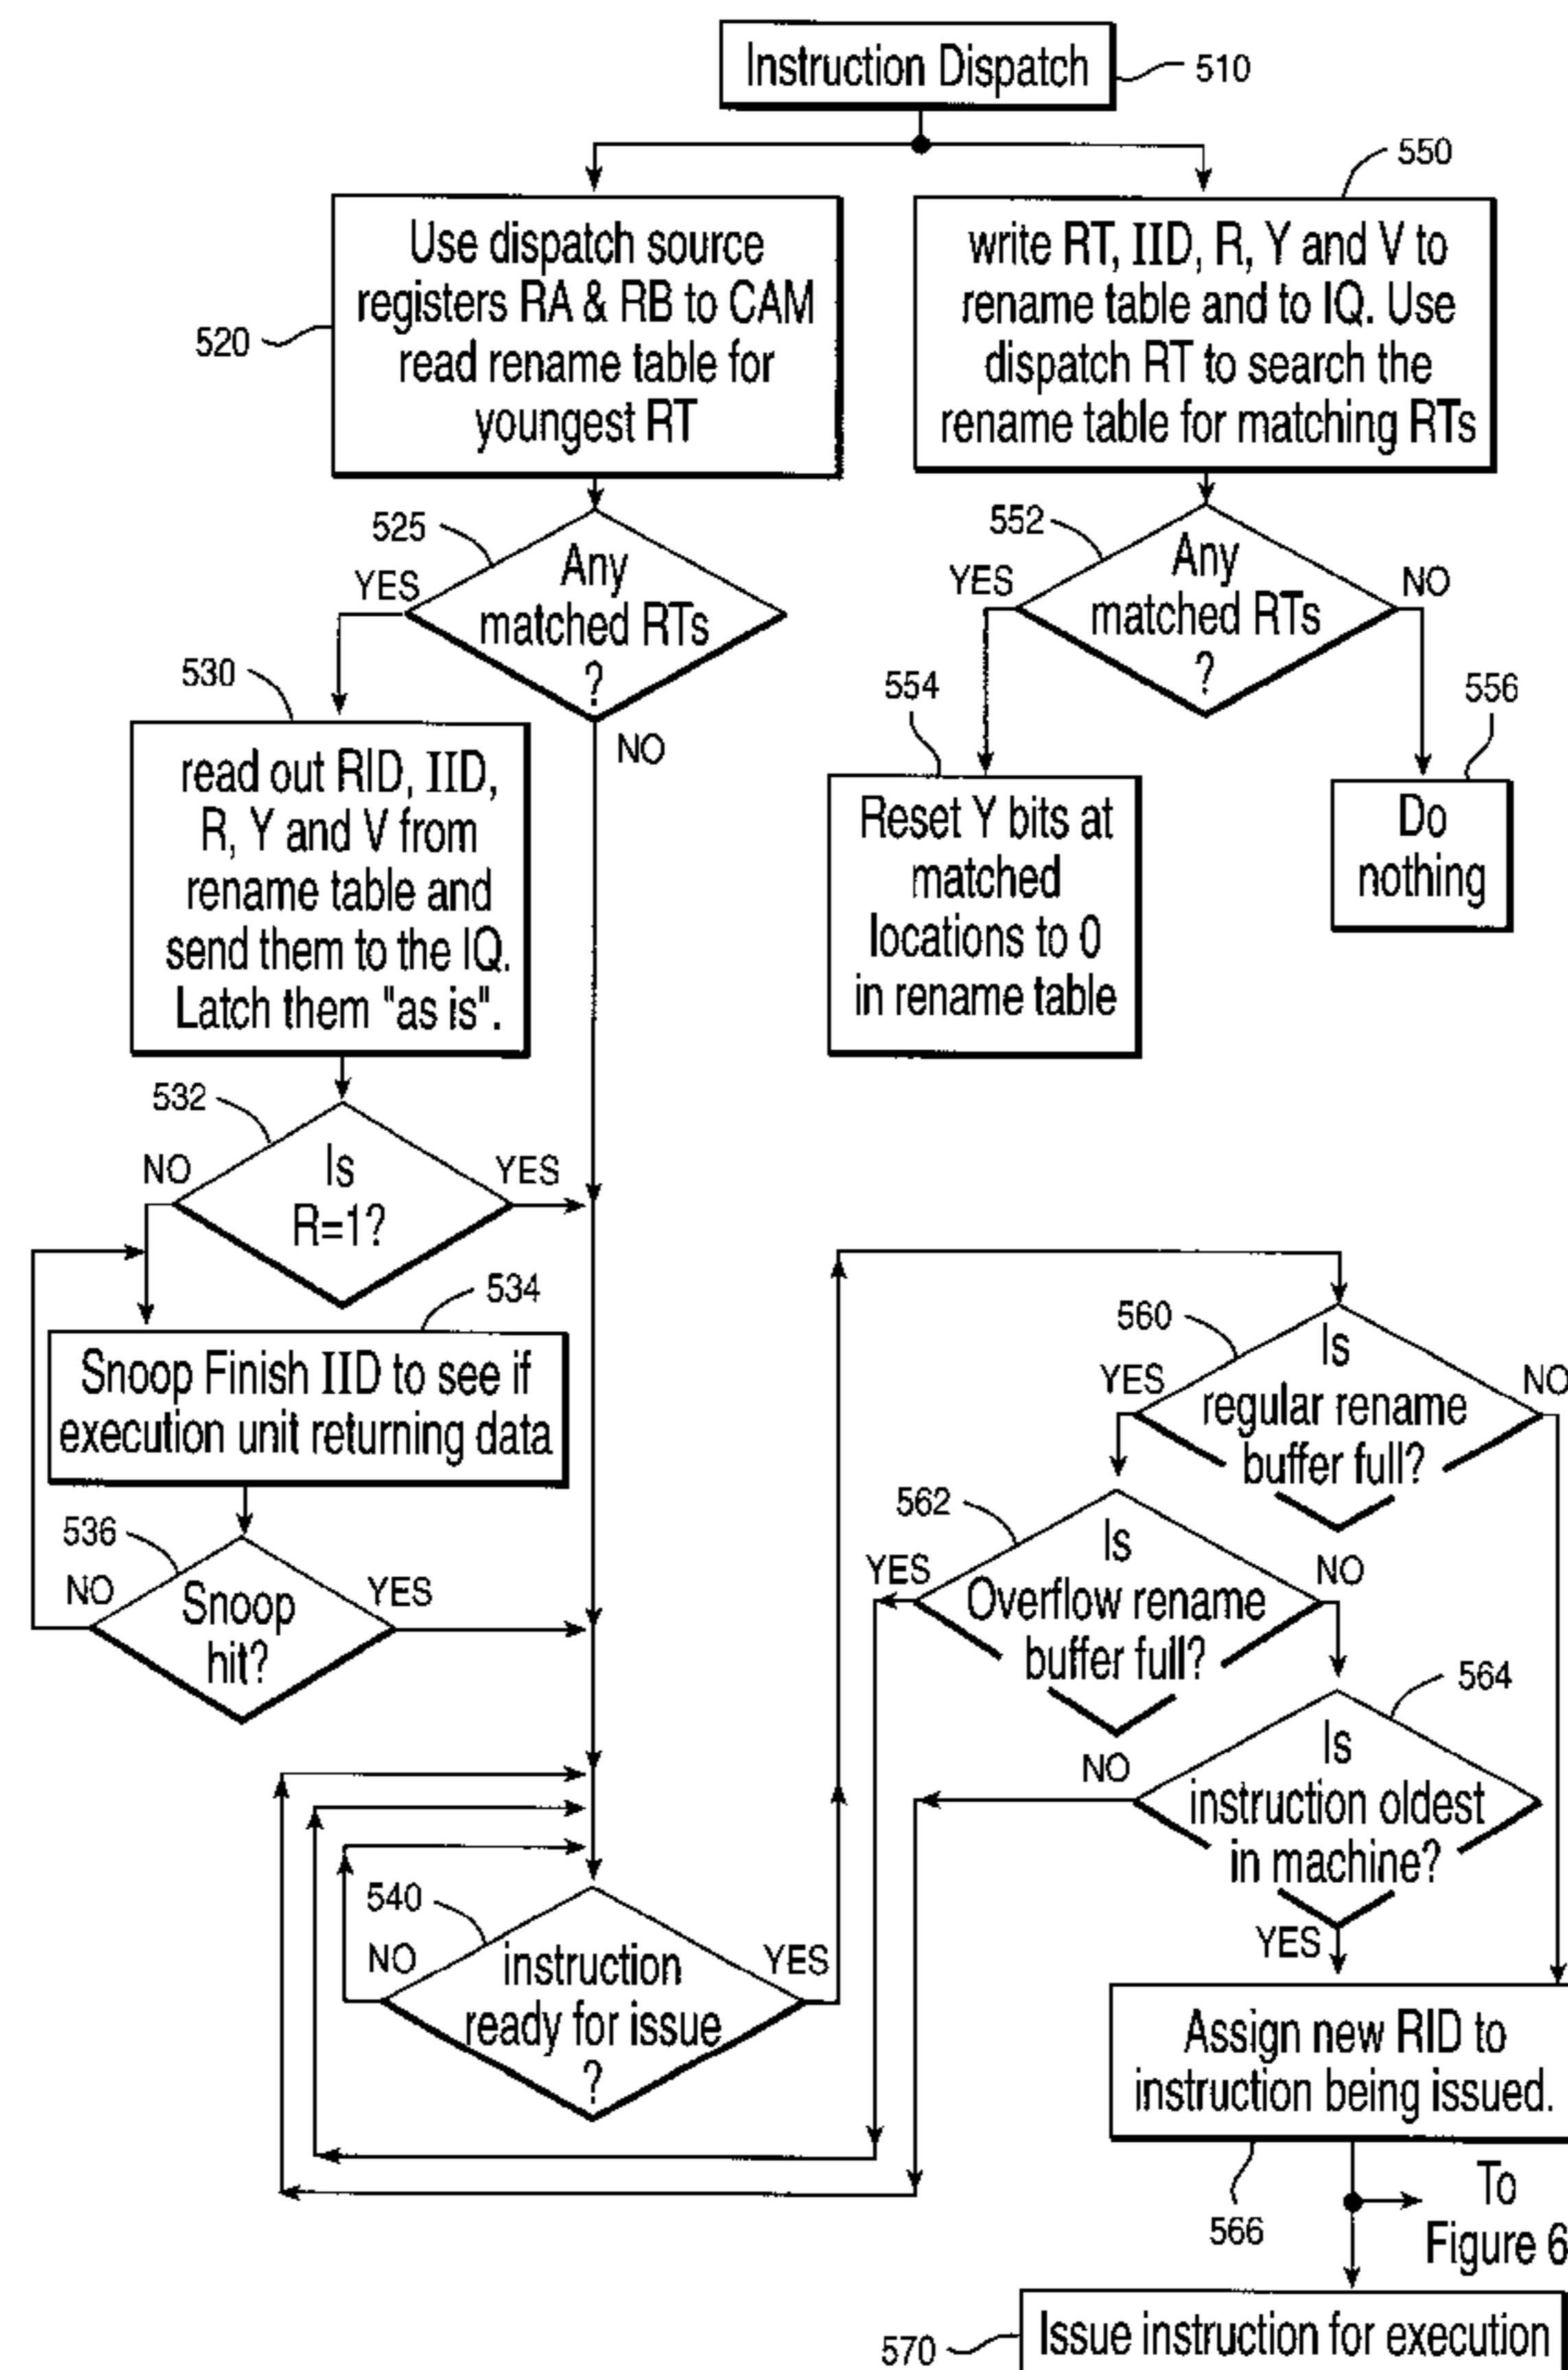 Instruction Dispatch
510
520
Use dispatch source
registers RA & RB to CAM
read rename table for
youngest RT
550
write RT, IID, R, Y and V to
rename table and to IQ. Use
dispatch RT to search the
rename table for matching RTs
525
Any
matched RTs
?
YES
NO
552
Any
matched RTs
?
YES
NO
530
read out RID, IID,
R, Y and V from
rename table and
send them to the IQ.
Latch them "as is".
554
Reset Y bits at
matched
locations to 0
in rename table
556
Do
nothing
532
Is
R=1?
NO
YES
534
Snoop Finish IID to see if
execution unit returning data
536
Snoop
hit?
NO
YES
540
instruction
ready for issue
?
NO
YES
560
Is
regular rename
buffer full?
YES
NO
562
Is
Overflow rename
buffer full?
YES
NO
564
Is
instruction oldest
in machine?
NO
YES
Assign new RID to
instruction being issued.
566
To
Figure 6
570
Issue instruction for execution